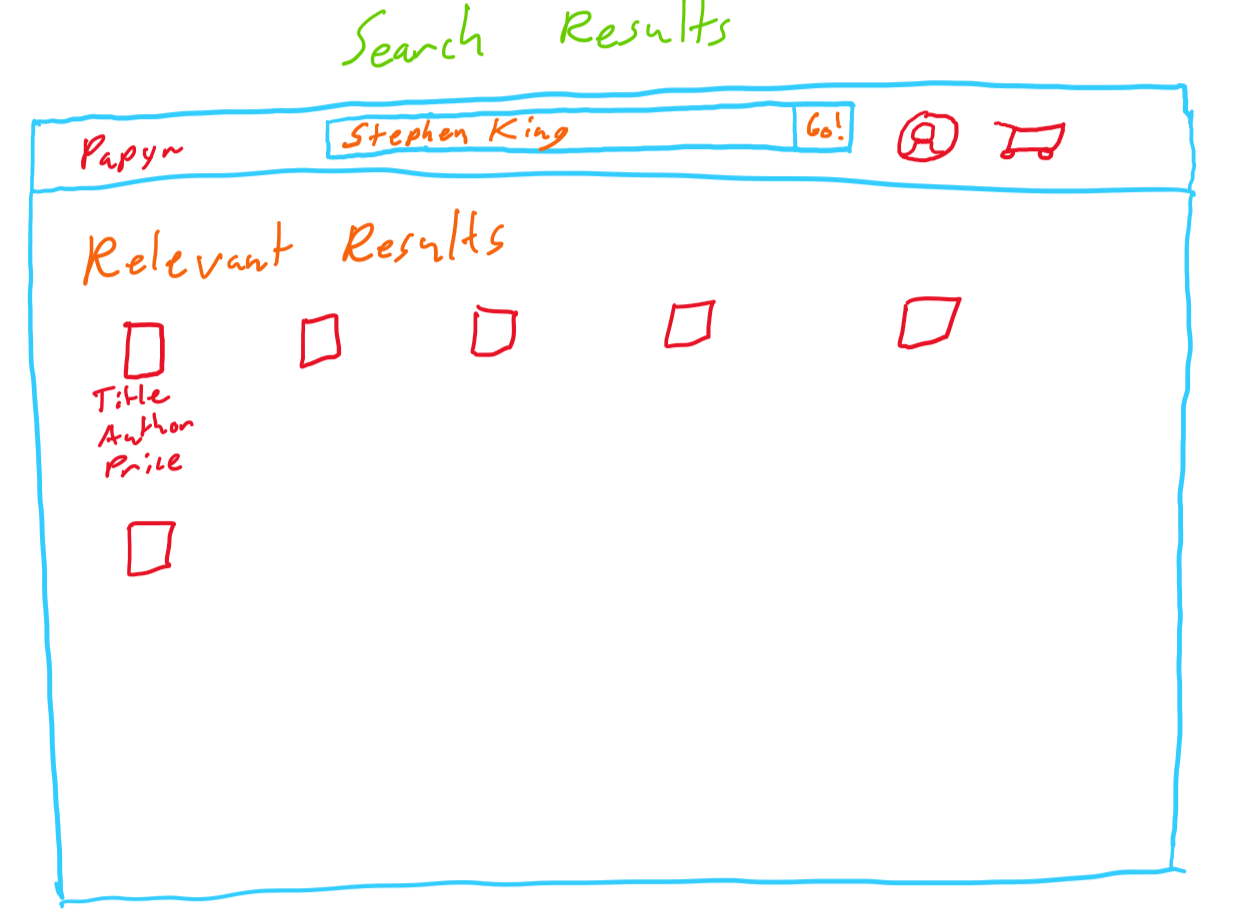 Search Results
Papyr
Stephen King
Go!
Relevant Results
Title
Author
Price